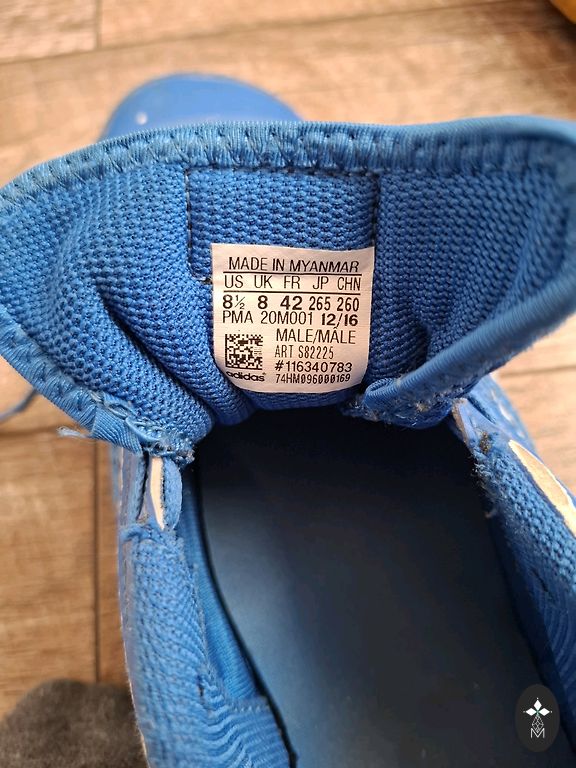 MADE IN MYANMAR
US UK FR JP CHN
8½ 8 42 265 260
PMA 20M001 12/16
MALE/MÂLE
ART S82225
#116340783
adidas 74HM096000169